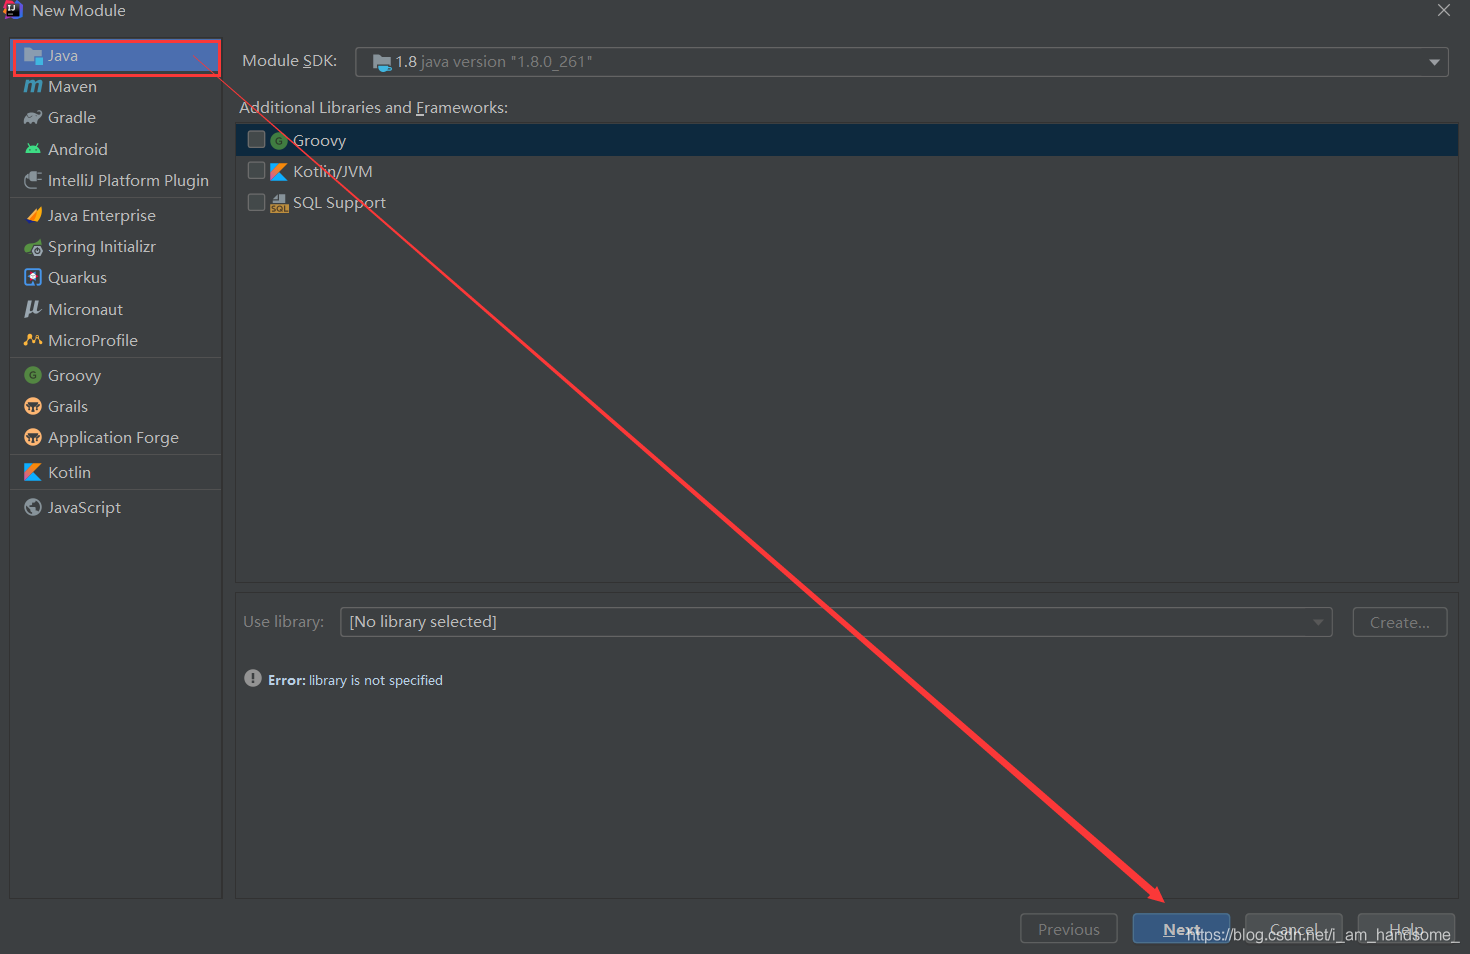 New Module
Java
Maven
Gradle
Android
IntelliJ Platform Plugin
Java Enterprise
Spring Initializr
Quarkus
Micronaut
MicroProfile
Groovy
Grails
Application Forge
Kotlin
JavaScript
Module SDK: 1.8 java version "1.8.0_261"
Additional Libraries and Frameworks:
Groovy
Kotlin/JVM
SQL Support
Use library: [No library selected] Create...
Error: library is not specified
Previous Next Cancel Help
https://blog.csdn.net/i_am_handsome_